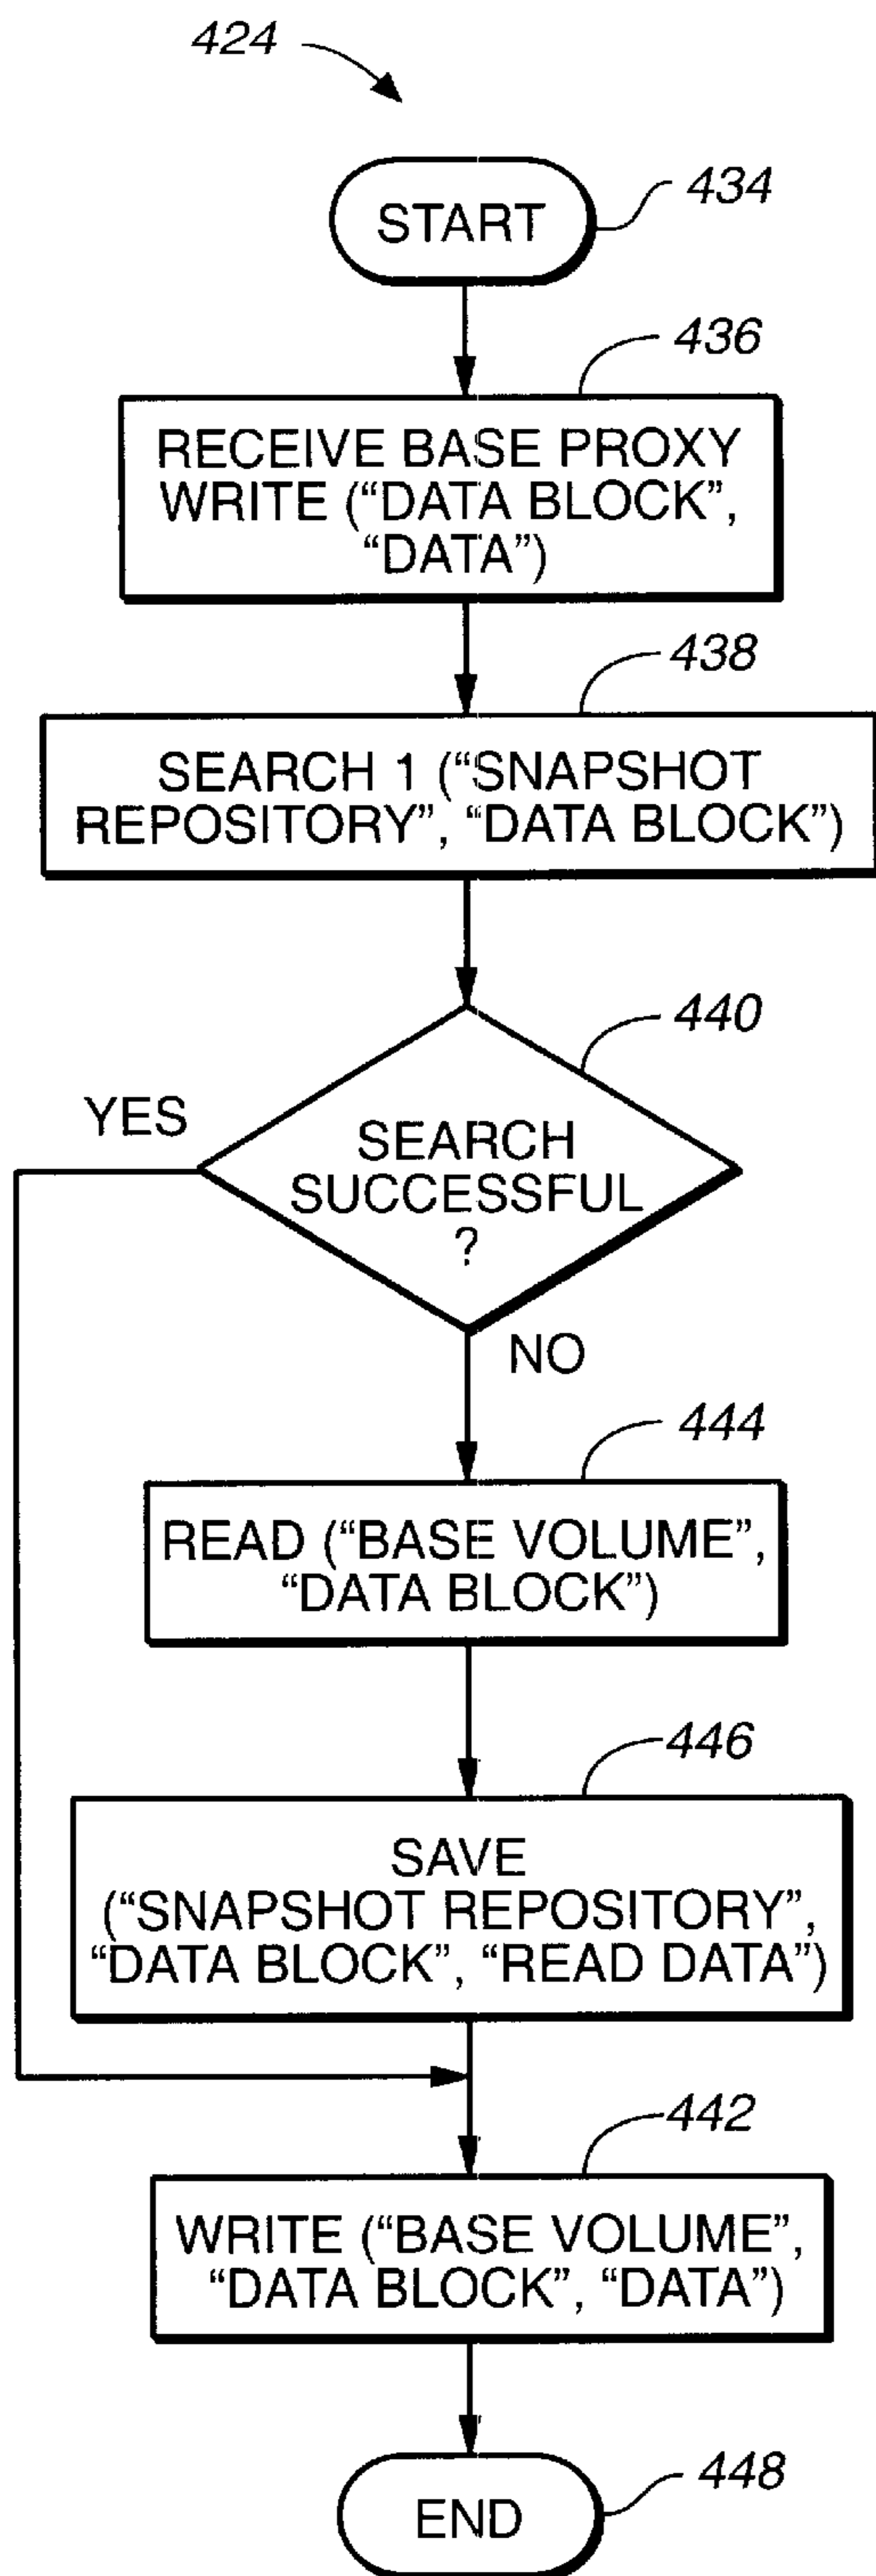 424
START
434
436
RECEIVE BASE PROXY
WRITE (“DATA BLOCK”,
“DATA”)
438
SEARCH 1 (“SNAPSHOT
REPOSITORY”, “DATA BLOCK”)
440
YES
SEARCH
SUCCESSFUL
?
NO
444
READ (“BASE VOLUME”,
“DATA BLOCK”)
446
SAVE
(“SNAPSHOT REPOSITORY”,
“DATA BLOCK”, “READ DATA”)
442
WRITE (“BASE VOLUME”,
“DATA BLOCK”, “DATA”)
448
END